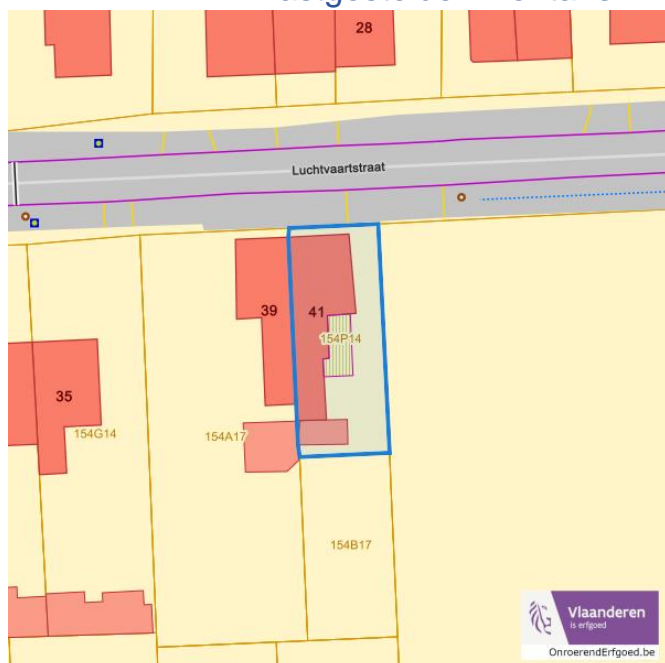 28
Luchtvaartstraat
39
41
154P14
35
154G14
154A17
154B17
Vlaanderen
is erfgoed
OnroerendErfgoed.be